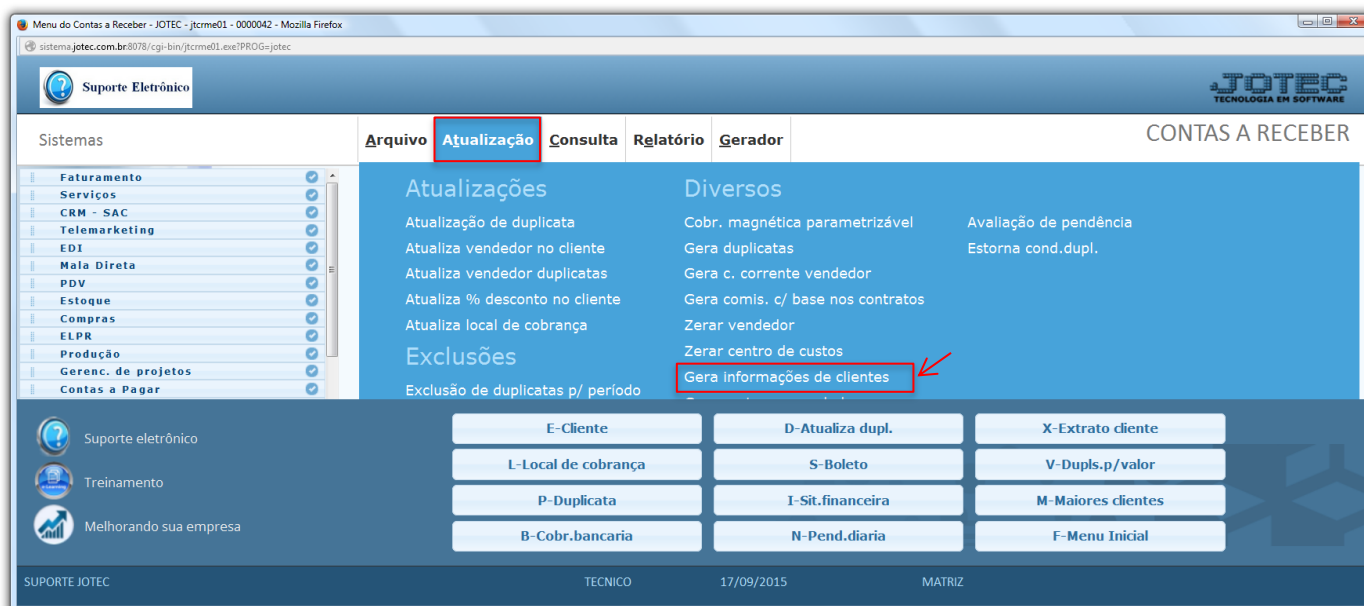 Menu do Contas a Receber - JOTEC - jtcrme01 - 0000042 - Mozilla Firefox
sistema.jotec.com.br:8078/cgi-bin/jtcrme01.exe?PROG=jotec
Suporte Eletrônico
JOTEC
TECNOLOGIA EM SOFTWARE
Sistemas
Arquivo Atualização Consulta Relatório Gerador
CONTAS A RECEBER
Faturamento
Serviços
CRM - SAC
Telemarketing
EDI
Mala Direta
PDV
Estoque
Compras
ELPR
Produção
Gerenc. de projetos
Contas a Pagar
Atualizações
Atualização de duplicata
Atualiza vendedor no cliente
Atualiza vendedor duplicatas
Atualiza % desconto no cliente
Atualiza local de cobrança
Exclusões
Exclusão de duplicatas p/ período
Diversos
Cobr. magnética parametrizável
Gera duplicatas
Gera c. corrente vendedor
Gera comis. c/ base nos contratos
Zerar vendedor
Zerar centro de custos
Gera informações de clientes
Avaliação de pendência
Estorna cond.dupl.
Suporte eletrônico
Treinamento
Melhorando sua empresa
E-Cliente
D-Atualiza dupl.
X-Extrato cliente
L-Local de cobrança
S-Boleto
V-Dupls.p/valor
P-Duplicata
I-Sit.financeira
M-Maiores clientes
B-Cobr.bancaria
N-Pend.diaria
F-Menu Inicial
SUPORTE JOTEC
TECNICO
17/09/2015
MATRIZ